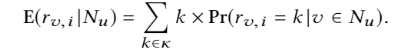 E(r_{υ,i}|N_u) = ∑_{k∈κ} k × Pr(r_{υ,i} = k|υ ∈ N_u).